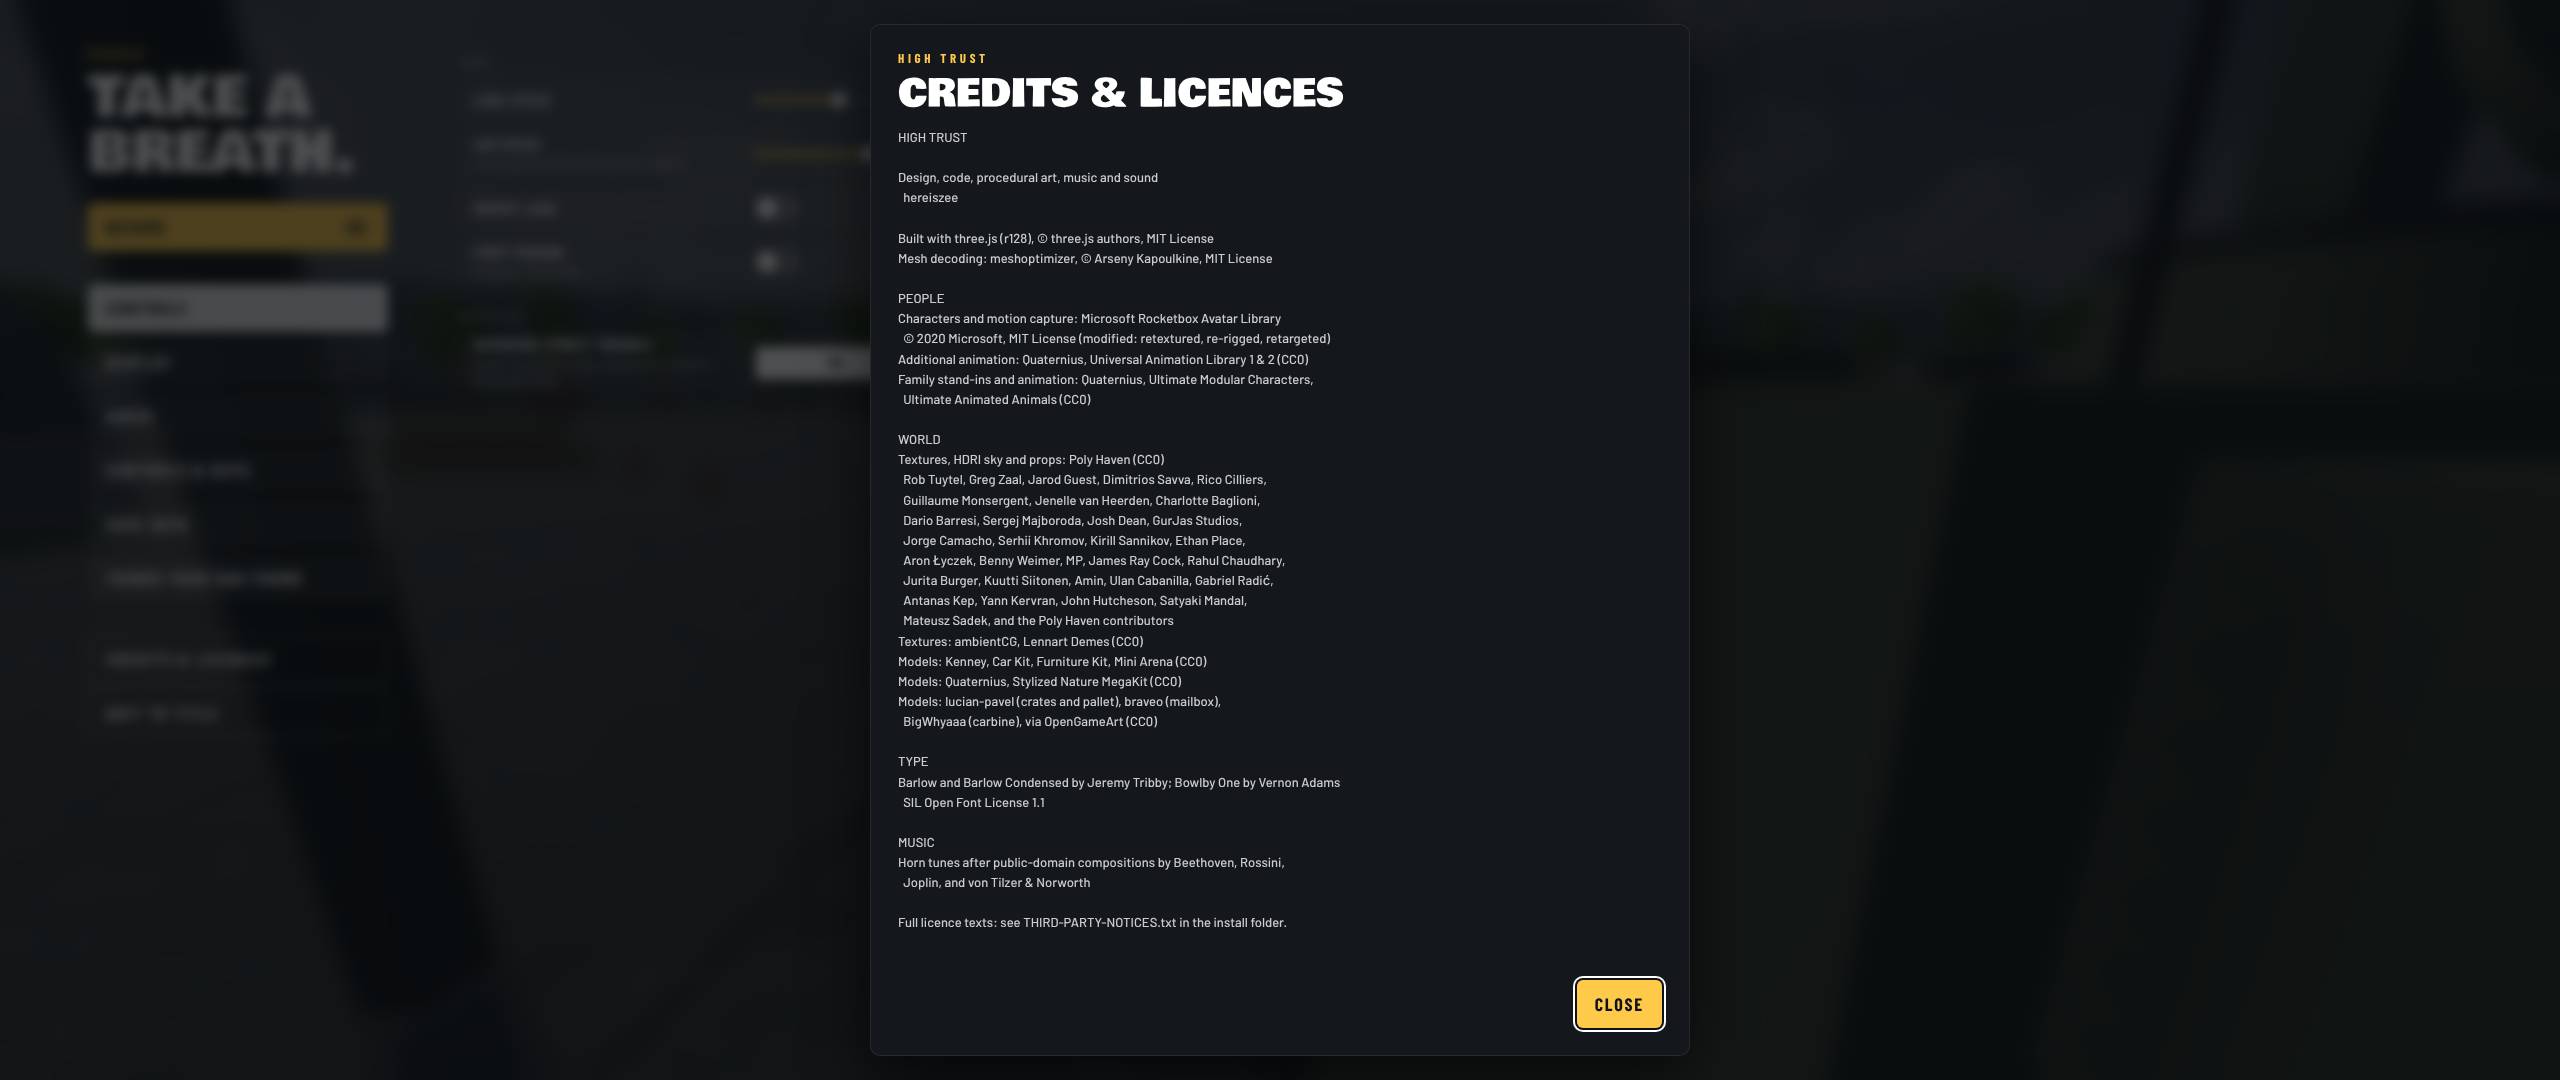 TAKE A
BREATH.
HIGH TRUST
CREDITS & LICENCES
HIGH TRUST
Design, code, procedural art, music and sound
hereiszee
Built with three.js (r128), © three.js authors, MIT License
Mesh decoding: meshoptimizer, © Arseny Kapoulkine, MIT License
PEOPLE
Characters and motion capture: Microsoft Rocketbox Avatar Library
© 2020 Microsoft, MIT License (modified: retextured, re-rigged, retargeted)
Additional animation: Quaternius, Universal Animation Library 1 & 2 (CC0)
Family stand-ins and animation: Quaternius, Ultimate Modular Characters,
Ultimate Animated Animals (CC0)
WORLD
Textures, HDRI sky and props: Poly Haven (CC0)
Rob Tuytel, Greg Zaal, Jarod Guest, Dimitrios Savva, Rico Cilliers,
Guillaume Monsergent, Jenelle van Heerden, Charlotte Baglioni,
Dario Barresi, Sergej Majboroda, Josh Dean, GurJas Studios,
Jorge Camacho, Serhii Khromov, Kirill Sannikov, Ethan Place,
Aron Łyczek, Benny Weimer, MP, James Ray Cock, Rahul Chaudhary,
Jurita Burger, Kuutti Siitonen, Amin, Ulan Cabanilla, Gabriel Radić,
Antanas Kep, Yann Kervran, John Hutcheson, Satyaki Mandal,
Mateusz Sadek, and the Poly Haven contributors
Textures: ambientCG, Lennart Demes (CC0)
Models: Kenney, Car Kit, Furniture Kit, Mini Arena (CC0)
Models: Quaternius, Stylized Nature MegaKit (CC0)
Models: lucian-pavel (crates and pallet), braveo (mailbox),
BigWhyaaa (carbine), via OpenGameArt (CC0)
TYPE
Barlow and Barlow Condensed by Jeremy Tribby; Bowlby One by Vernon Adams
SIL Open Font License 1.1
MUSIC
Horn tunes after public-domain compositions by Beethoven, Rossini,
Joplin, and von Tilzer & Norworth
Full licence texts: see THIRD-PARTY-NOTICES.txt in the install folder.
CLOSE